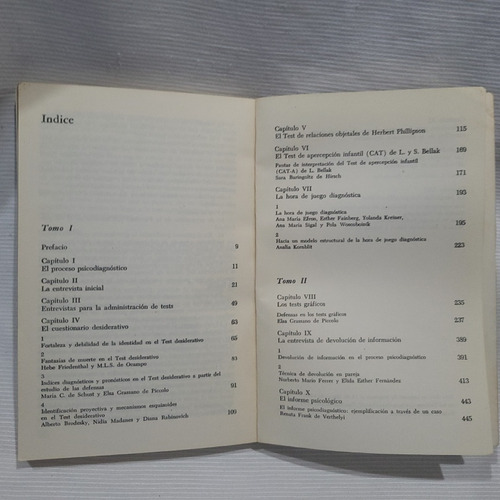 Indice
Tomo I
Prefacio 9
Capítulo I
El proceso psicodiagnóstico 11
Capítulo II
La entrevista inicial 21
Capítulo III
Entrevistas para la administración de tests 49
Capítulo IV
El cuestionario desiderativo 63
1
Fortaleza y debilidad de la identidad en el Test desiderativo 65
2
Fantasías de muerte en el Test desiderativo 83
Hebe Friedenthal y M.L.S. de Ocampo
3
Indices diagnósticos y pronósticos en el Test desiderativo a partir del
estudio de las defensas 91
María C. de Schust y Elsa Grassano de Piccolo
4
Identificación proyectiva y mecanismos esquizoides
en el Test desiderativo
Alberto Brodesky, Nidia Madanes y Diana Rabinovich 109
Capítulo V
El Test de relaciones objetales de Herbert Phillipson 115
Capítulo VI
El Test de apercepción infantil (CAT) de L. y S. Bellak 169
Pautas de interpretación del Test de apercepción infantil
(CAT-A) de L. Bellak 171
Sara Baringoltz de Hirsch
Capítulo VII
La hora de juego diagnóstica 193
1
La hora de juego diagnóstica
Ana María Efron, Esther Fainberg, Yolanda Kleiner,
Ana María Sigal y Pola Woscoboinik 195
2
Hacia un modelo estructural de la hora de juego diagnóstica
Analía Kornblit 223
Tomo II
Capítulo VIII
Los tests gráficos 235
Defensas en los tests gráficos
Elsa Grassano de Piccolo 237
Capítulo IX
La entrevista de devolución de información 389
1
Devolución de información en el proceso psicodiagnóstico 391
2
Técnica de devolución en pareja
Norberto Mario Ferrer y Elida Esther Fernández 413
Capítulo X
El informe psicológico 443
El informe psicodiagnóstico: ejemplificación a través de un caso
Renata Frank de Verthelyi 445